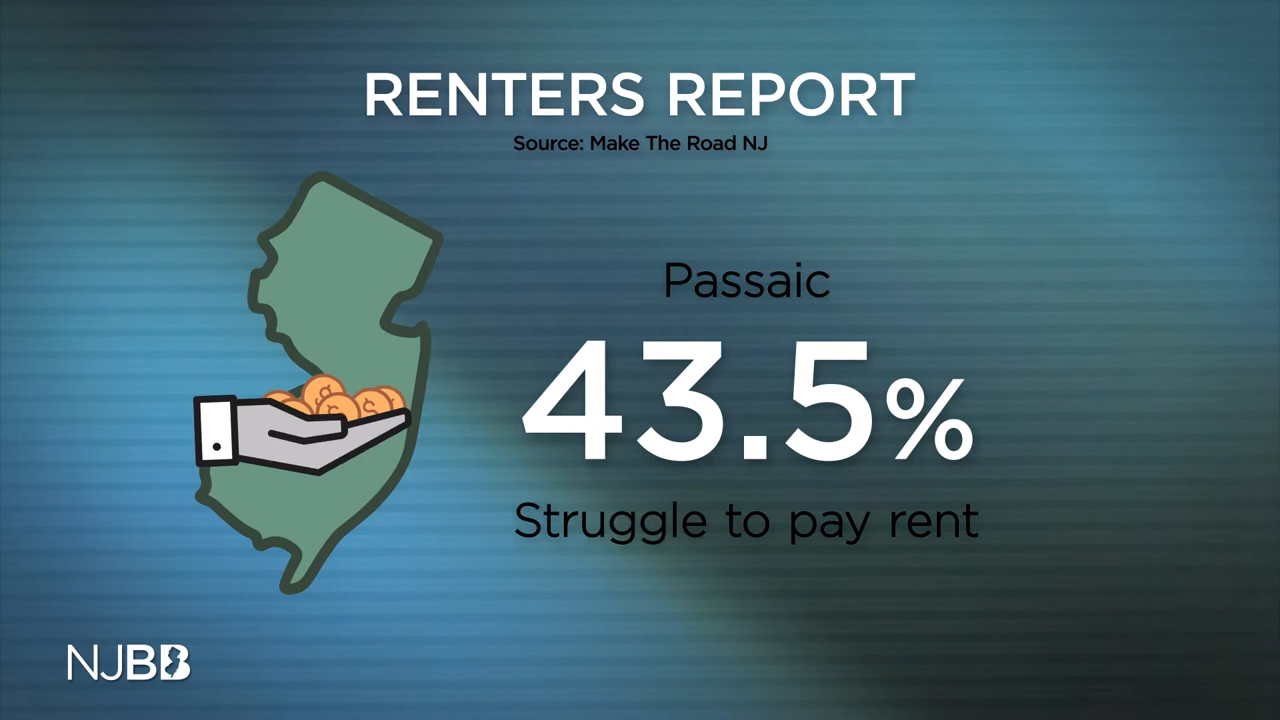 RENTERS REPORT
Source: Make The Road NJ
Passaic
43.5%
Struggle to pay rent
NJBB